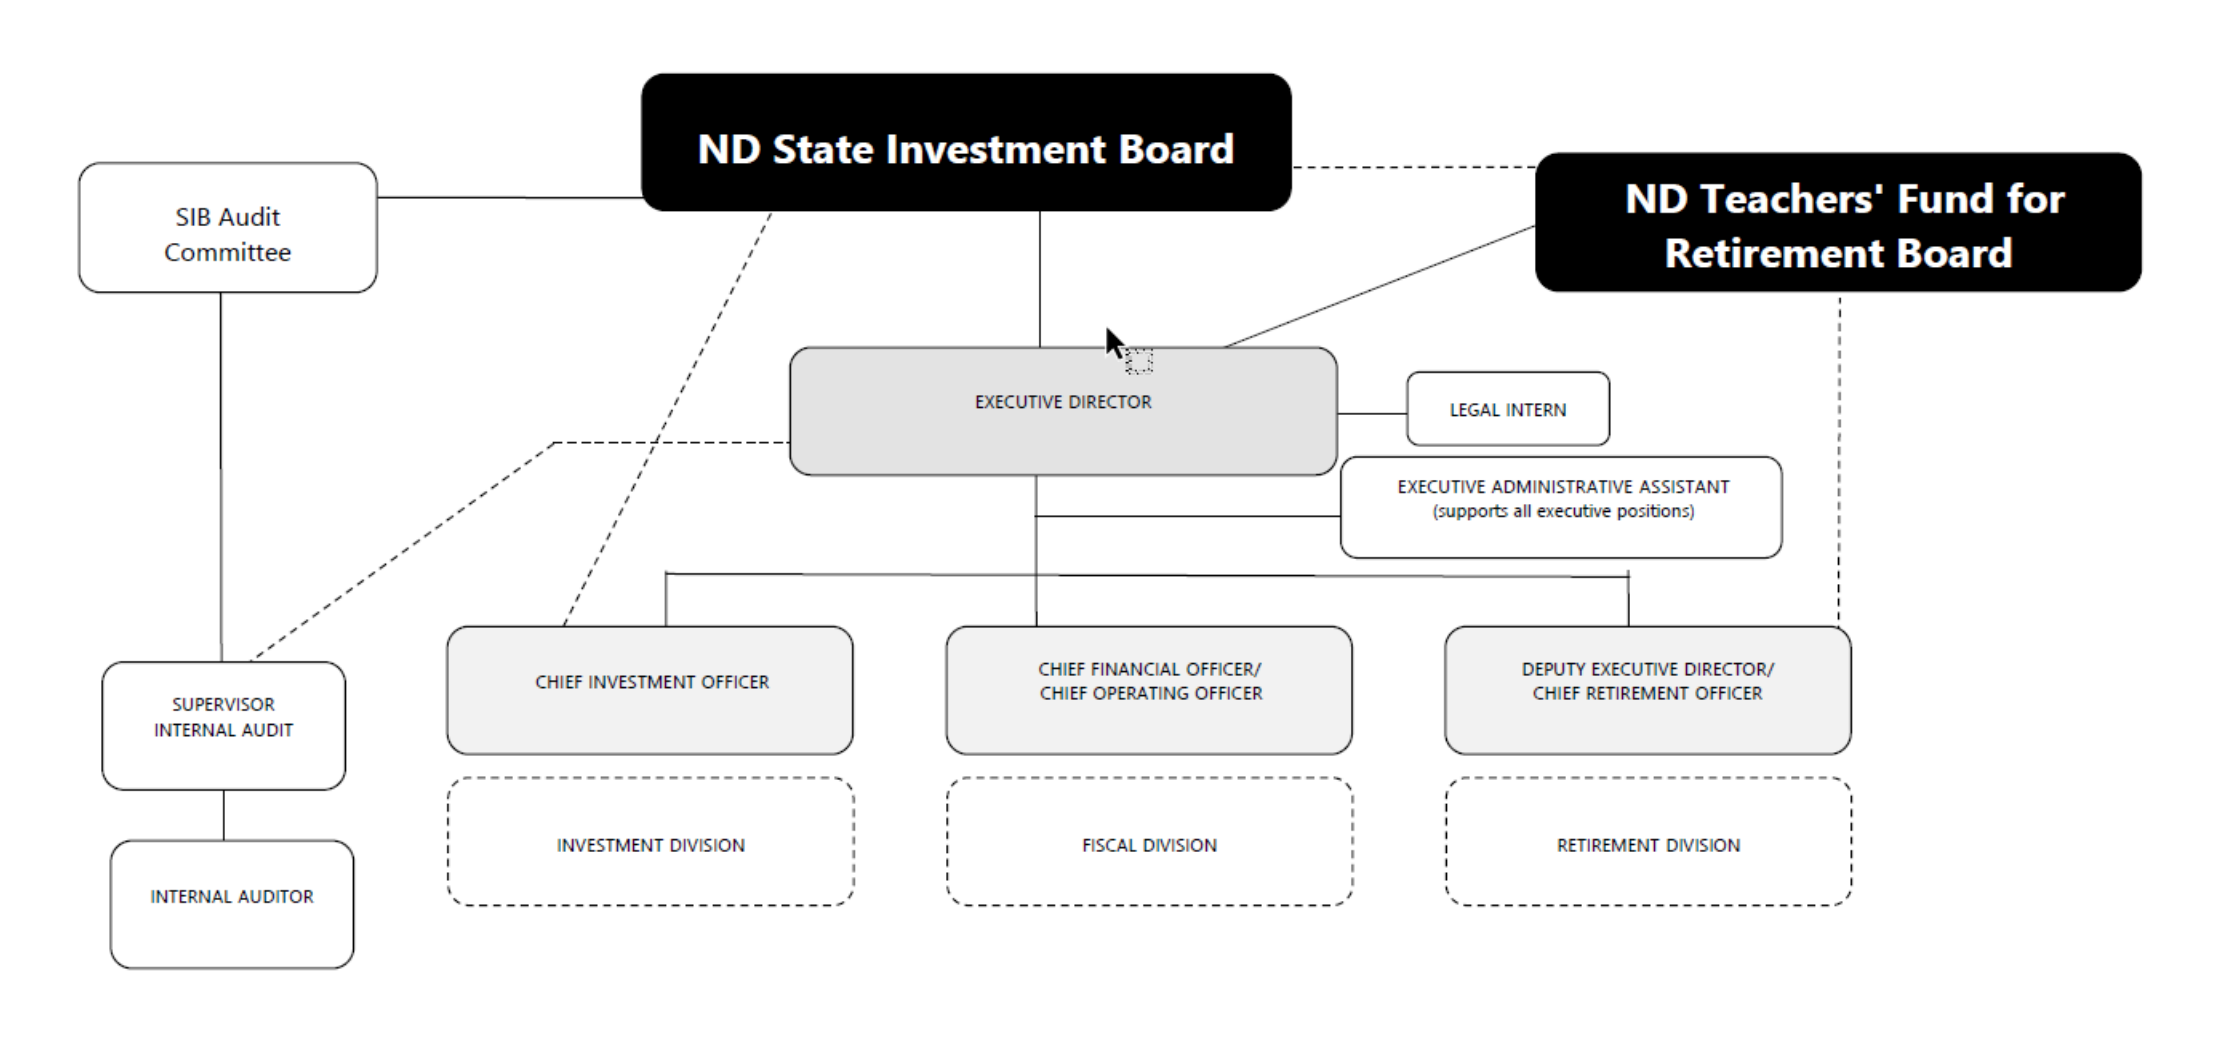 ND State Investment Board
SIB Audit
Committee
ND Teachers' Fund for
Retirement Board
EXECUTIVE DIRECTOR
LEGAL INTERN
EXECUTIVE ADMINISTRATIVE ASSISTANT
(supports all executive positions)
SUPERVISOR
INTERNAL AUDIT
CHIEF INVESTMENT OFFICER
CHIEF FINANCIAL OFFICER/
CHIEF OPERATING OFFICER
DEPUTY EXECUTIVE DIRECTOR/
CHIEF RETIREMENT OFFICER
INTERNAL AUDITOR
INVESTMENT DIVISION
FISCAL DIVISION
RETIREMENT DIVISION